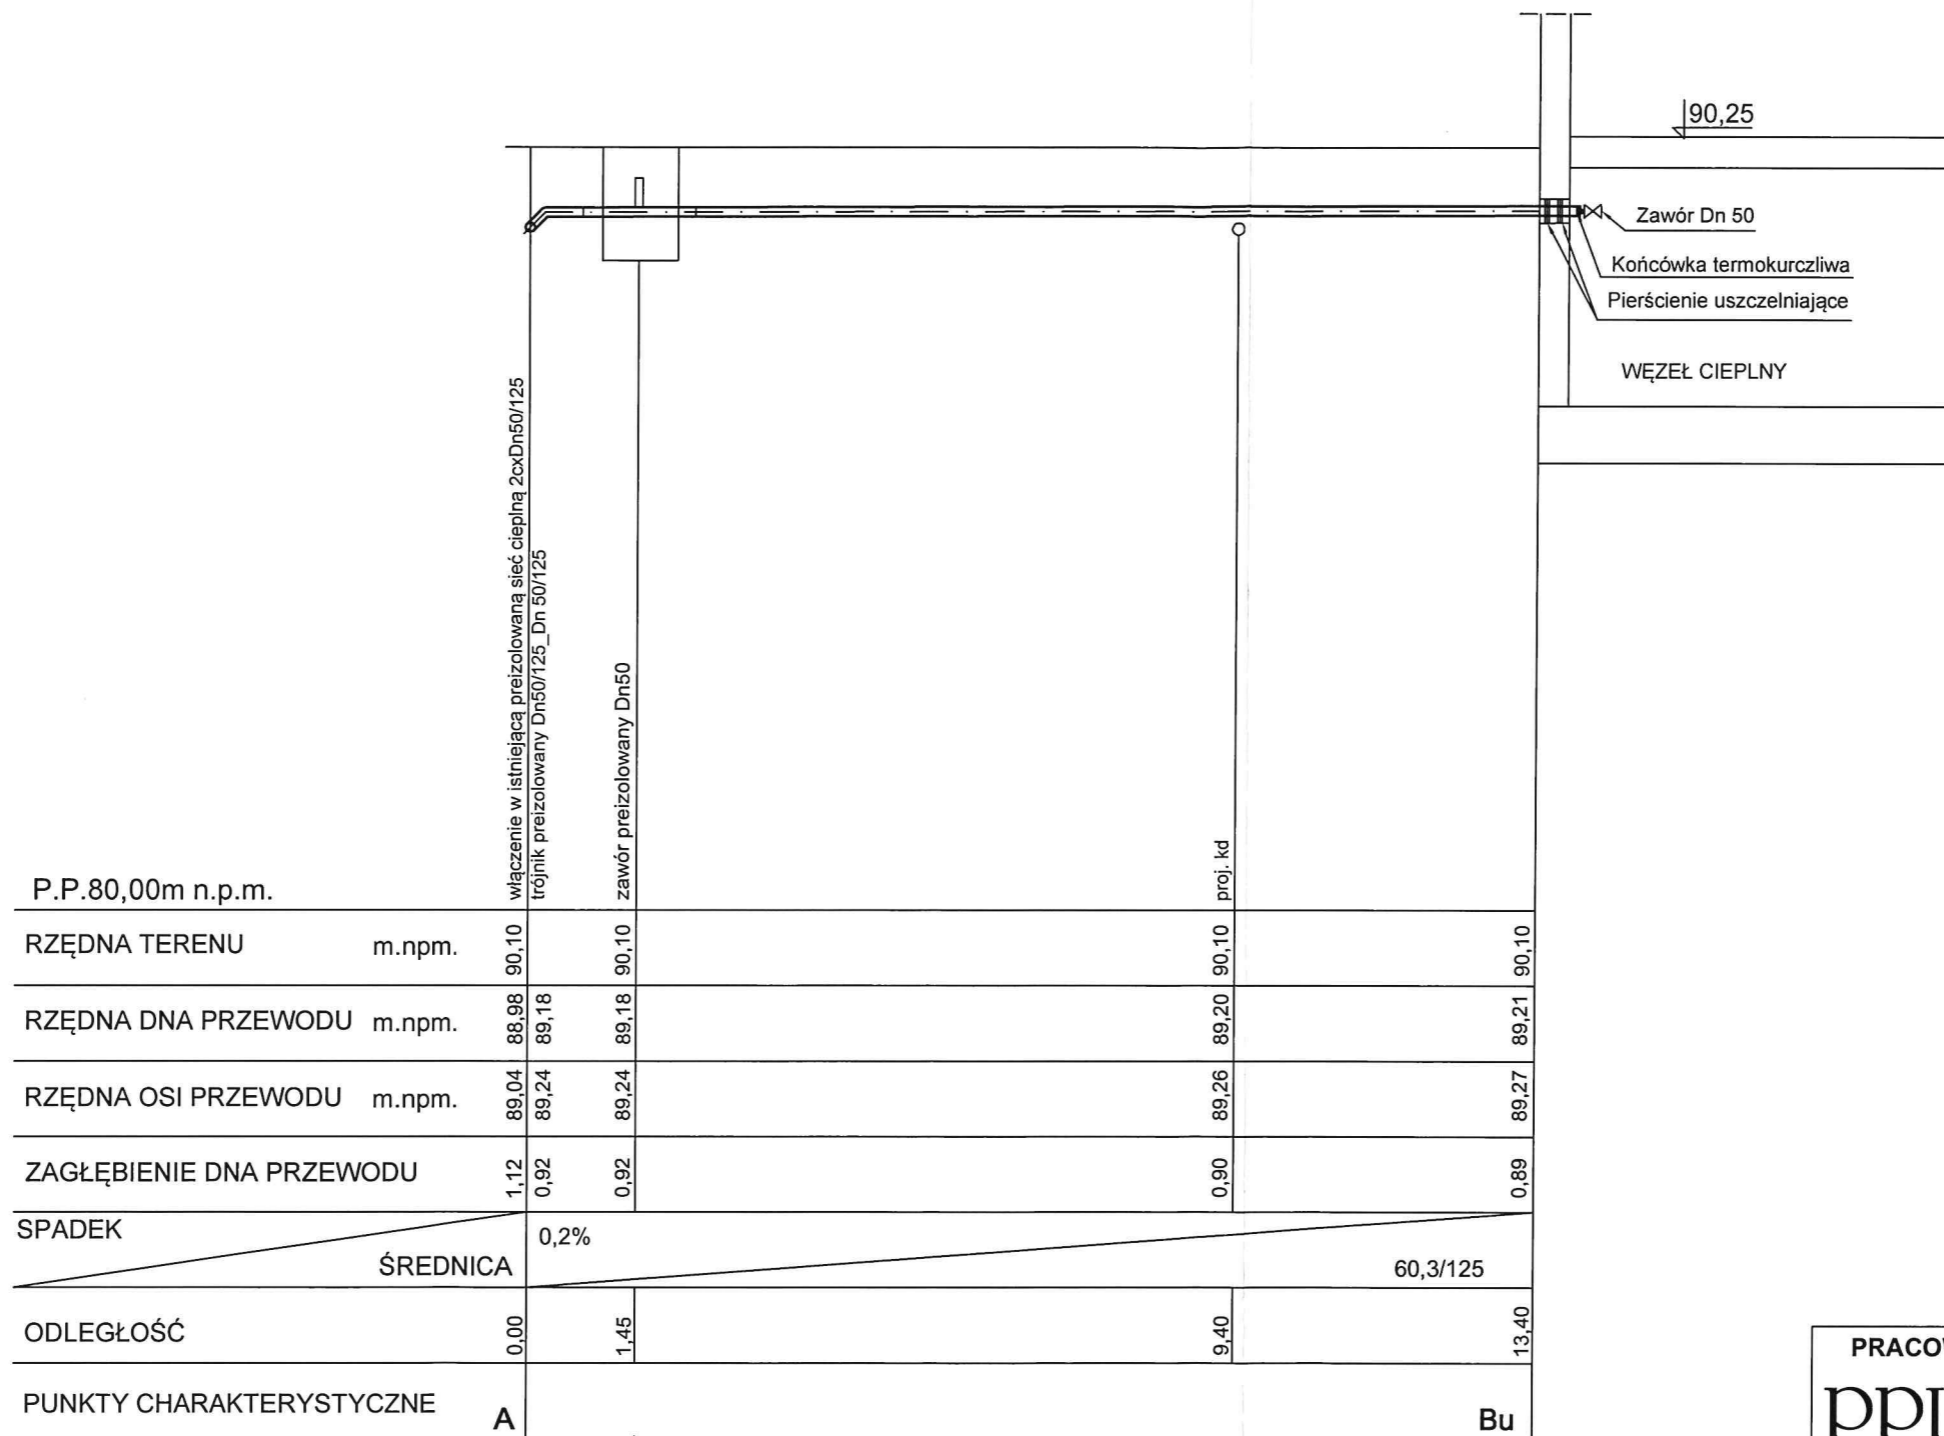 90,25
Zawór Dn 50
Końcówka termokurczliwa
Pierścienie uszczelniające
WĘZEŁ CIEPLNY
włączenie w istniejącą preizolowaną sieć cieplną 2cxDn50/125
trójnik preizolowany Dn50/125_Dn 50/125
zawór preizolowany Dn50
proj. kd
P.P.80,00m n.p.m.
RZĘDNA TERENU m.npm. 90,10 90,10 90,10 90,10
RZĘDNA DNA PRZEWODU m.npm. 88,98 89,18 89,18 89,20 89,21
RZĘDNA OSI PRZEWODU m.npm. 89,04 89,24 89,24 89,26 89,27
ZAGŁĘBIENIE DNA PRZEWODU 1,12 0,92 0,92 0,90 0,89
SPADEK 0,2%
ŚREDNICA 60,3/125
ODLEGŁOŚĆ 0,00 1,45 9,40 13,40
PUNKTY CHARAKTERYSTYCZNE A Bu